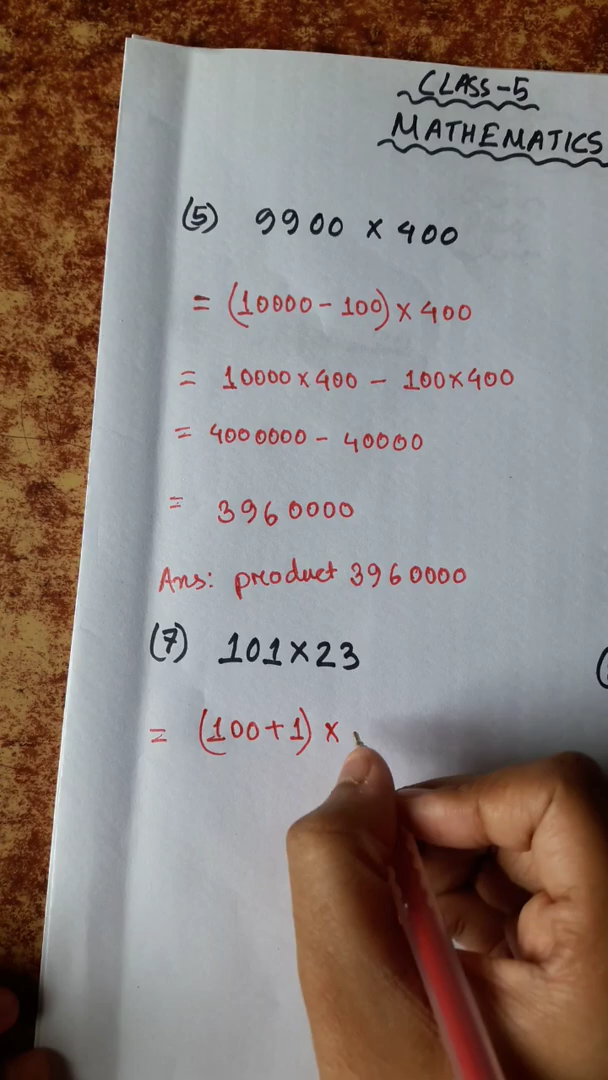 CLASS-5
MATHEMATICS
(5) 9900 × 400
= (10000 - 100) × 400
= 10000 × 400 - 100 × 400
= 4000000 - 40000
= 3960000
Ans: product 3960000
(7) 101 × 23
= (100 + 1) ×